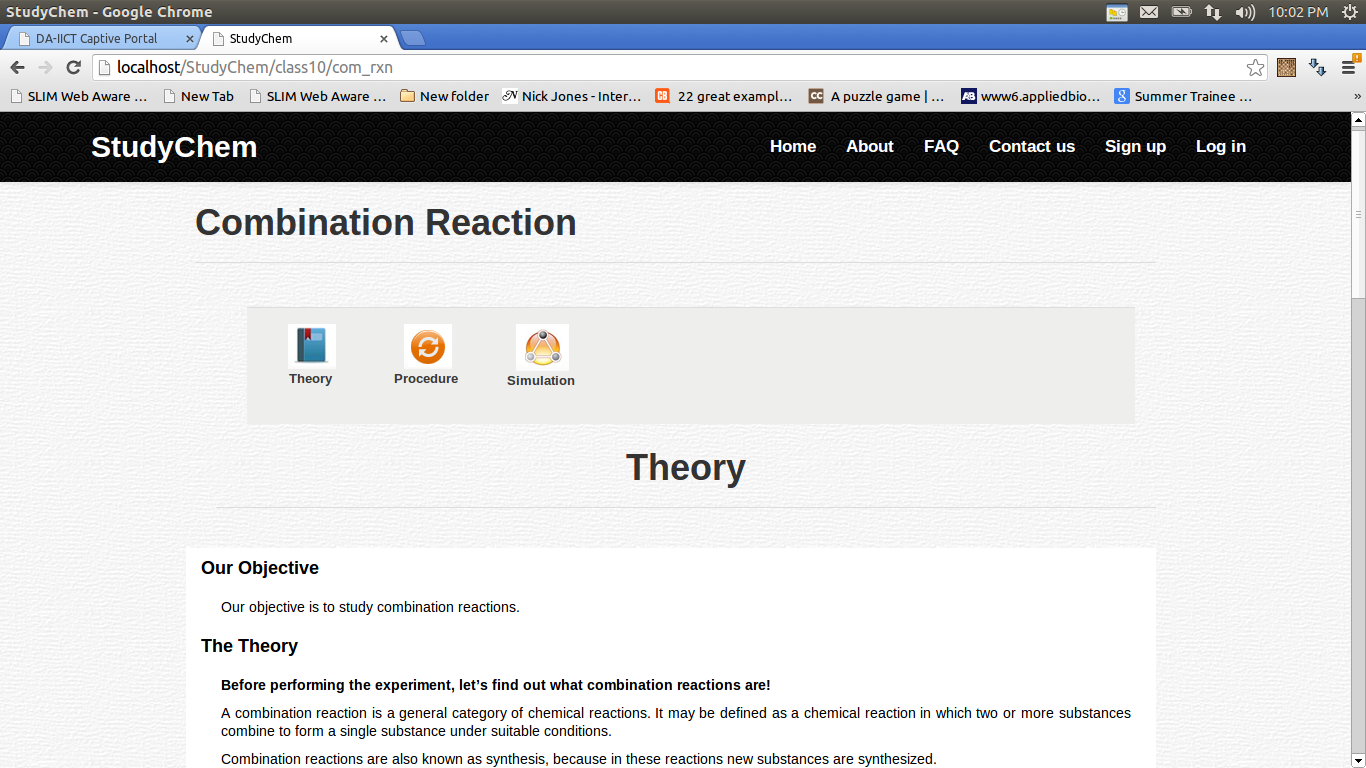 StudyChem - Google Chrome
10:02 PM
DA-IICT Captive Portal
StudyChem
localhost/StudyChem/class10/com_rxn
SLIM Web Aware ...
New Tab
SLIM Web Aware ...
New folder
Nick Jones - Inter...
22 great exampl...
A puzzle game | ...
www6.appliedbio...
Summer Trainee ...
»
StudyChem
Home
About
FAQ
Contact us
Sign up
Log in
Combination Reaction
Theory
Procedure
Simulation
Theory
Our Objective
Our objective is to study combination reactions.
The Theory
Before performing the experiment, let’s find out what combination reactions are!
A combination reaction is a general category of chemical reactions. It may be defined as a chemical reaction in which two or more substances
combine to form a single substance under suitable conditions.
Combination reactions are also known as synthesis, because in these reactions new substances are synthesized.